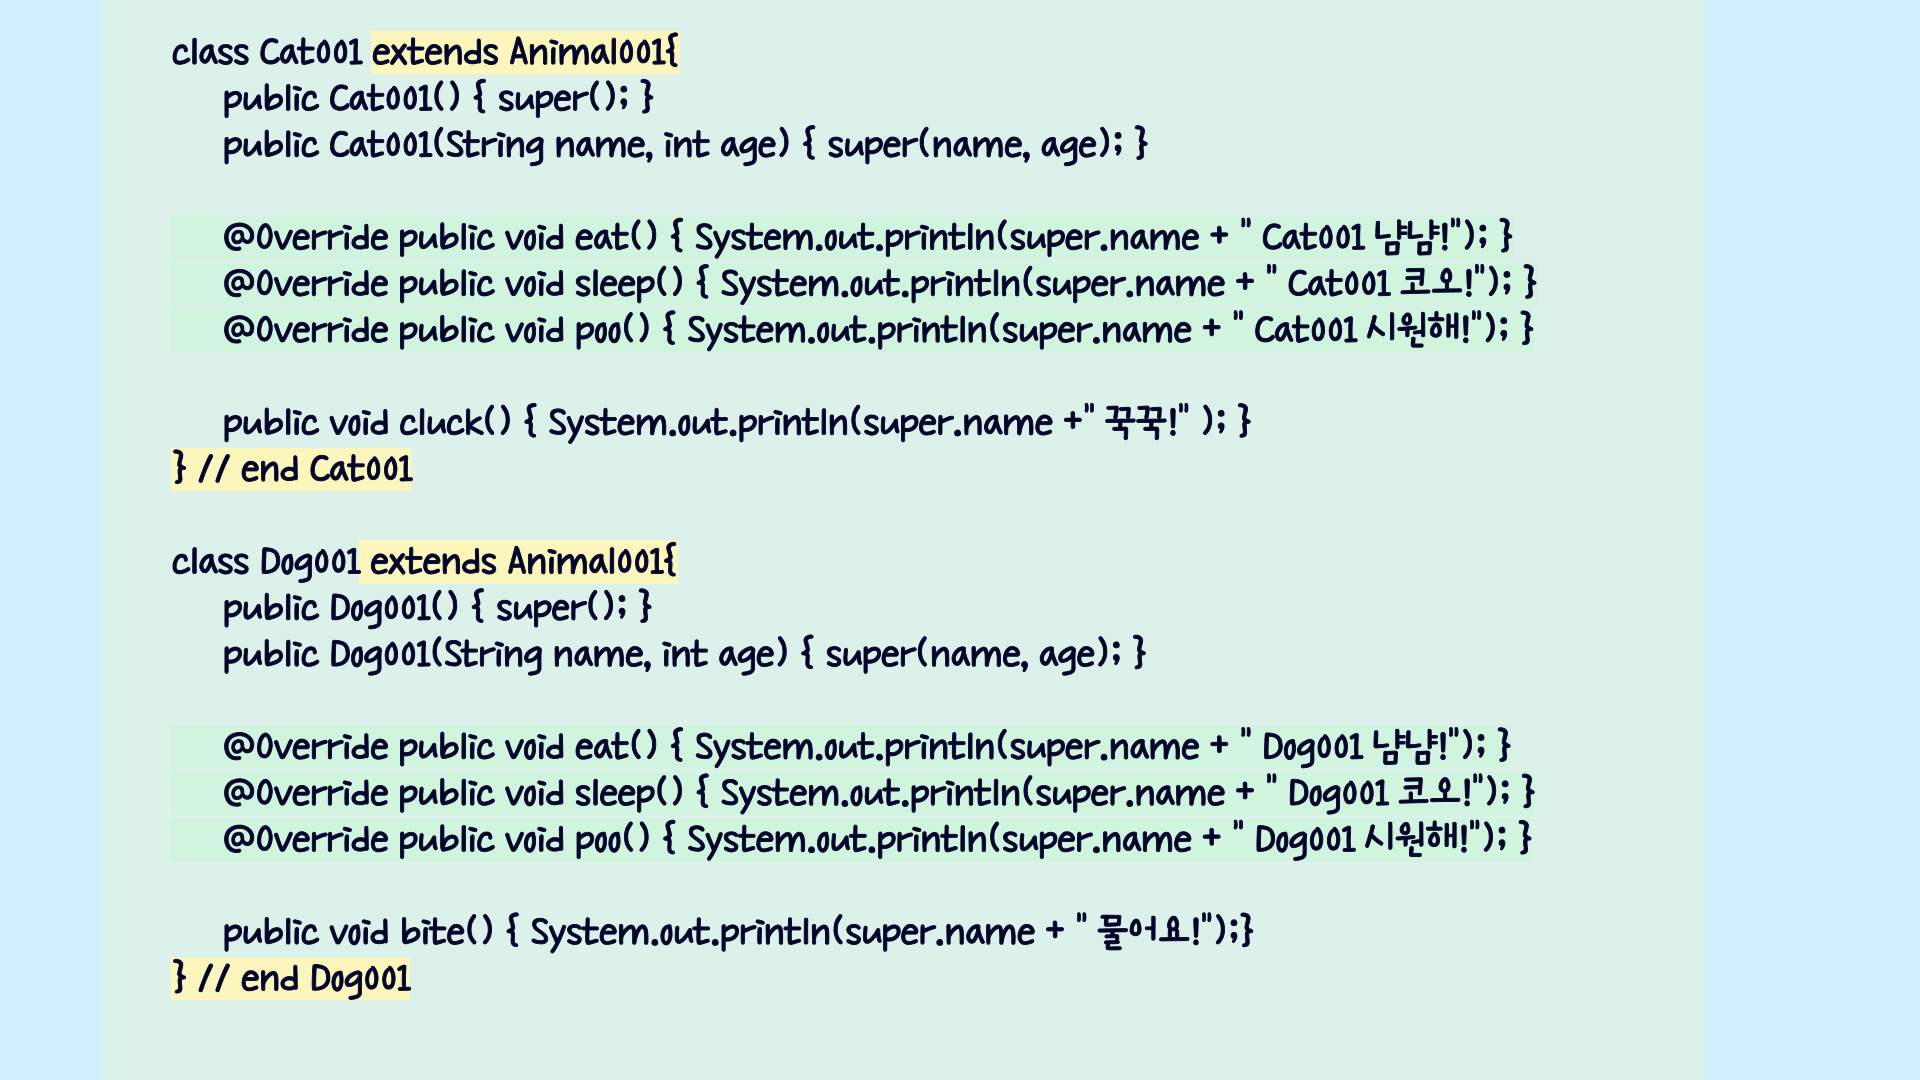 class Cat001 extends Animal001{
public Cat001() { super(); }
public Cat001(String name, int age) { super(name, age); }
@Override public void eat() { System.out.println(super.name + " Cat001 냠냠!"); }
@Override public void sleep() { System.out.println(super.name + " Cat001 코오!"); }
@Override public void poo() { System.out.println(super.name + " Cat001 시원해!"); }
public void cluck() { System.out.println(super.name +" 꾹꾹!" ); }
} // end Cat001
class Dog001 extends Animal001{
public Dog001() { super(); }
public Dog001(String name, int age) { super(name, age); }
@Override public void eat() { System.out.println(super.name + " Dog001 냠냠!"); }
@Override public void sleep() { System.out.println(super.name + " Dog001 코오!"); }
@Override public void poo() { System.out.println(super.name + " Dog001 시원해!"); }
public void bite() { System.out.println(super.name + " 물어요!");}
} // end Dog001